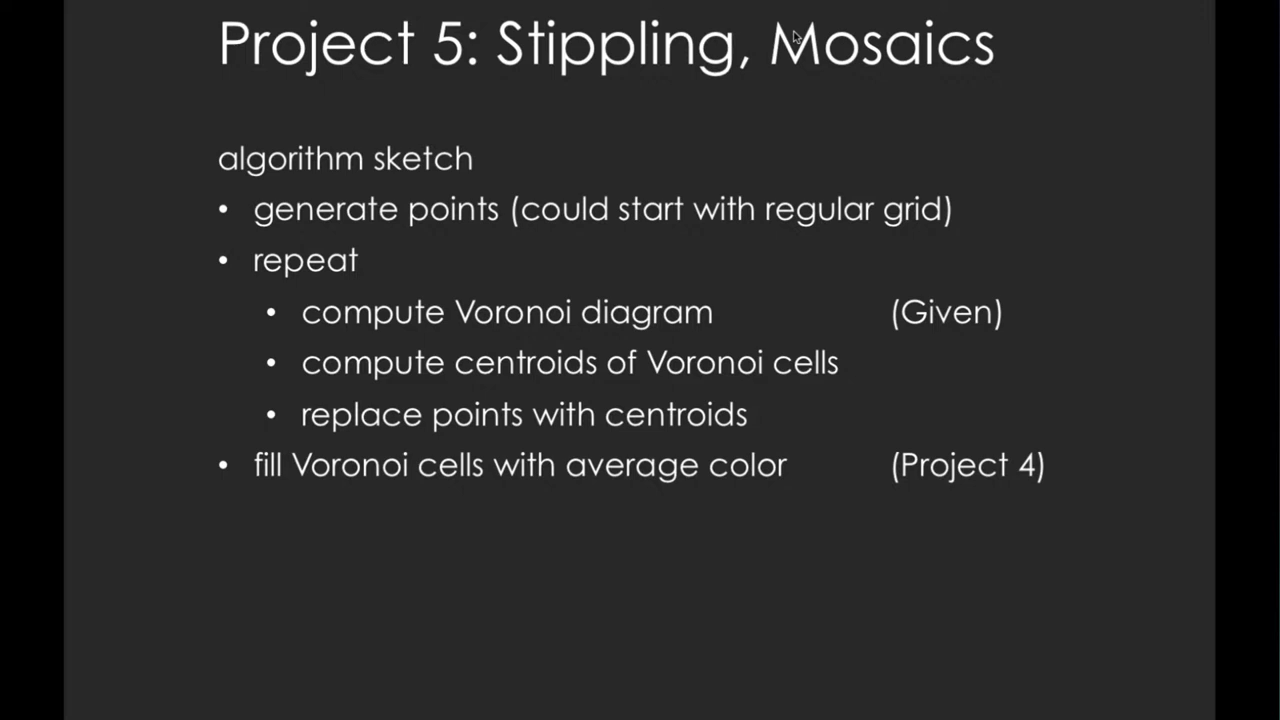 Project 5: Stippling, Mosaics
algorithm sketch
• generate points (could start with regular grid)
• repeat
• compute Voronoi diagram (Given)
• compute centroids of Voronoi cells
• replace points with centroids
• fill Voronoi cells with average color (Project 4)